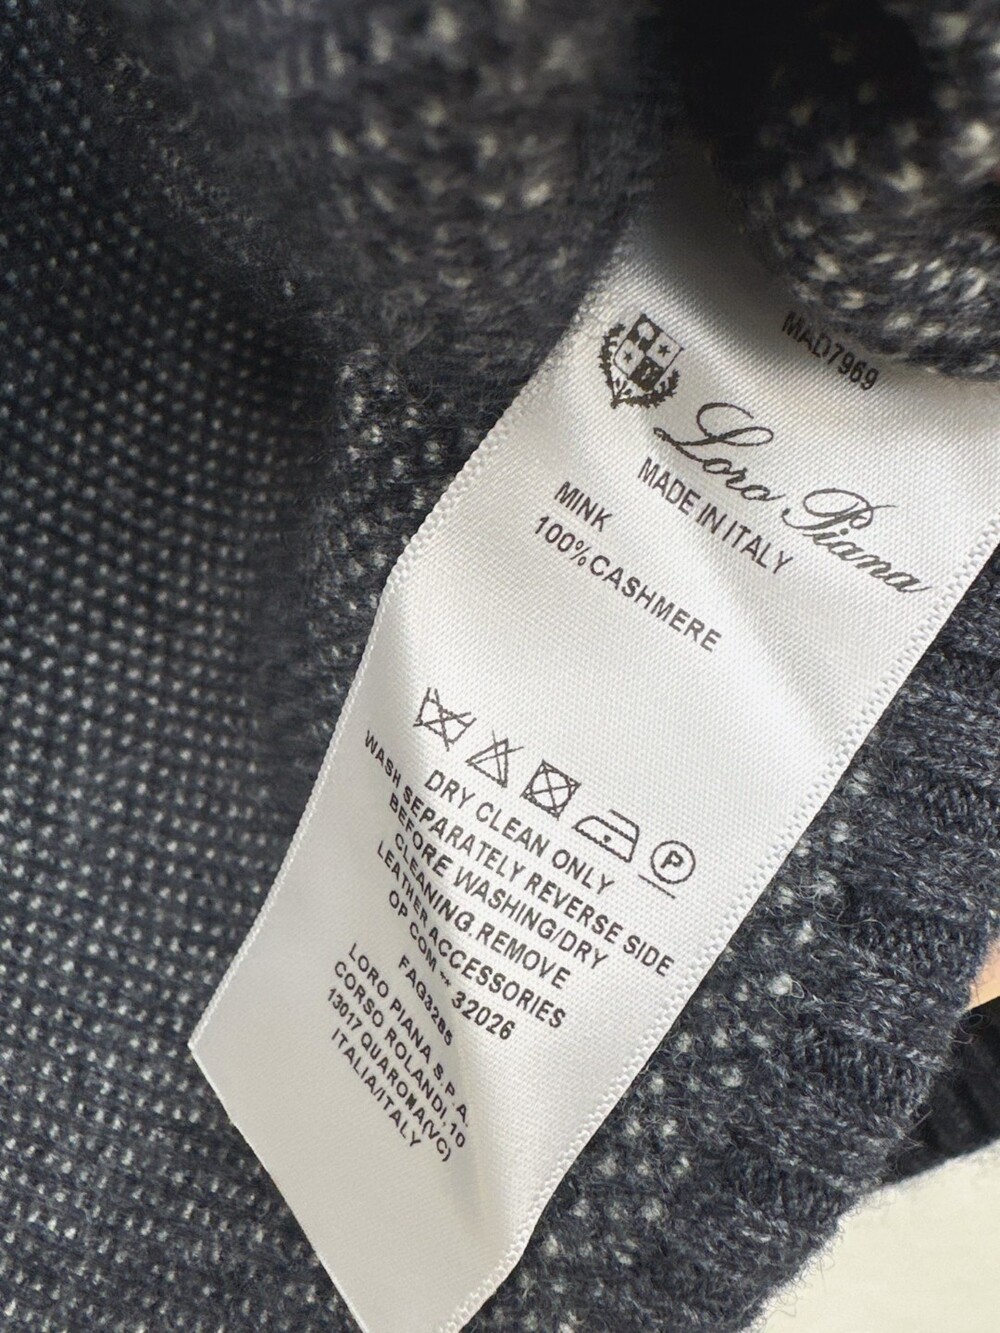 MAD7969
Loro Piana
MADE IN ITALY
MINK
100%CASHMERE
P
DRY CLEAN ONLY
WASH SEPARATELY REVERSE SIDE
BEFORE WASHING/DRY
CLEANING REMOVE
LEATHER ACCESSORIES
OP 32026
COM
FAG3285
LORO PIANA S.P.A.
CORSO ROLANDI, 10
13017 QUARONA(VC)
ITALIA/ITALY